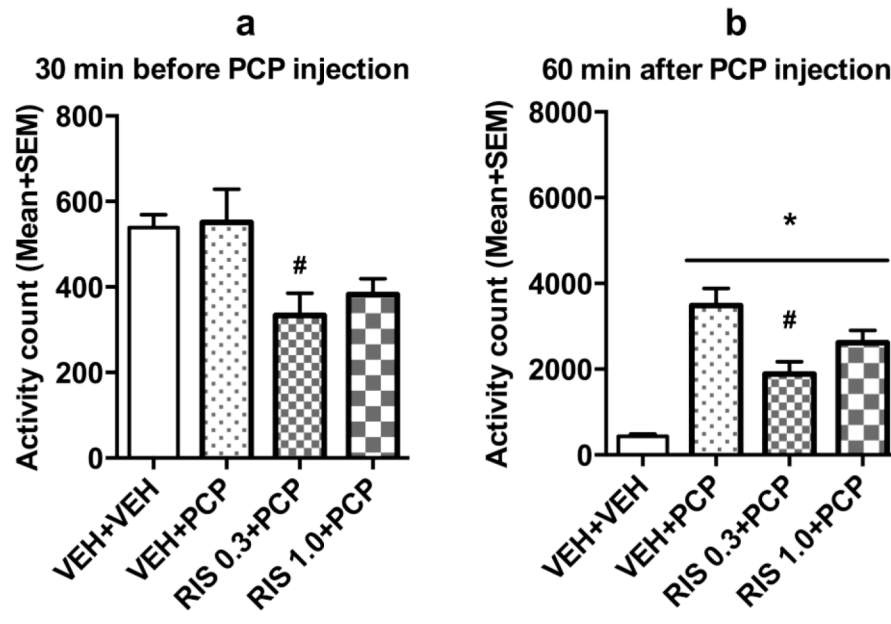 a
30 min before PCP injection
Activity count (Mean+SEM)
800
600
400
200
0
#
VEH+VEH
VEH+PCP
RIS 0.3+PCP
RIS 1.0+PCP
b
60 min after PCP injection
Activity count (Mean+SEM)
8000
6000
4000
2000
0
*
#
VEH+VEH
VEH+PCP
RIS 0.3+PCP
RIS 1.0+PCP